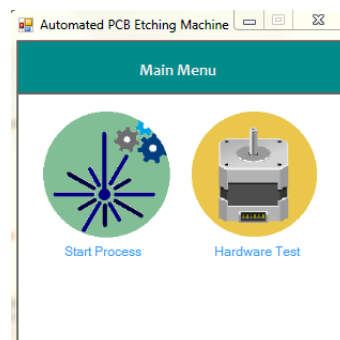 Automated PCB Etching Machine
Main Menu
Start Process
Hardware Test